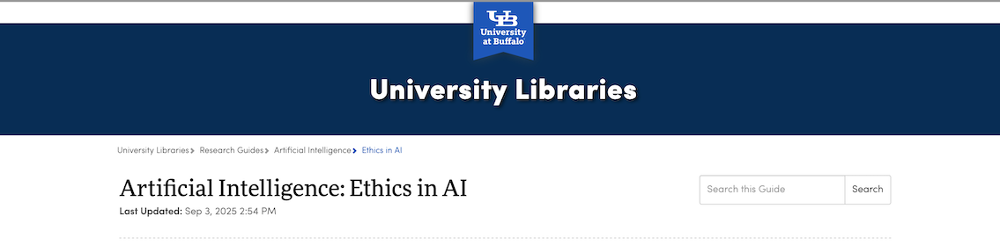 UB
University
at Buffalo
University Libraries
University Libraries Research Guides Artificial Intelligence Ethics in AI
Artificial Intelligence: Ethics in AI
Search this Guide Search
Last Updated: Sep 3, 2025 2:54 PM